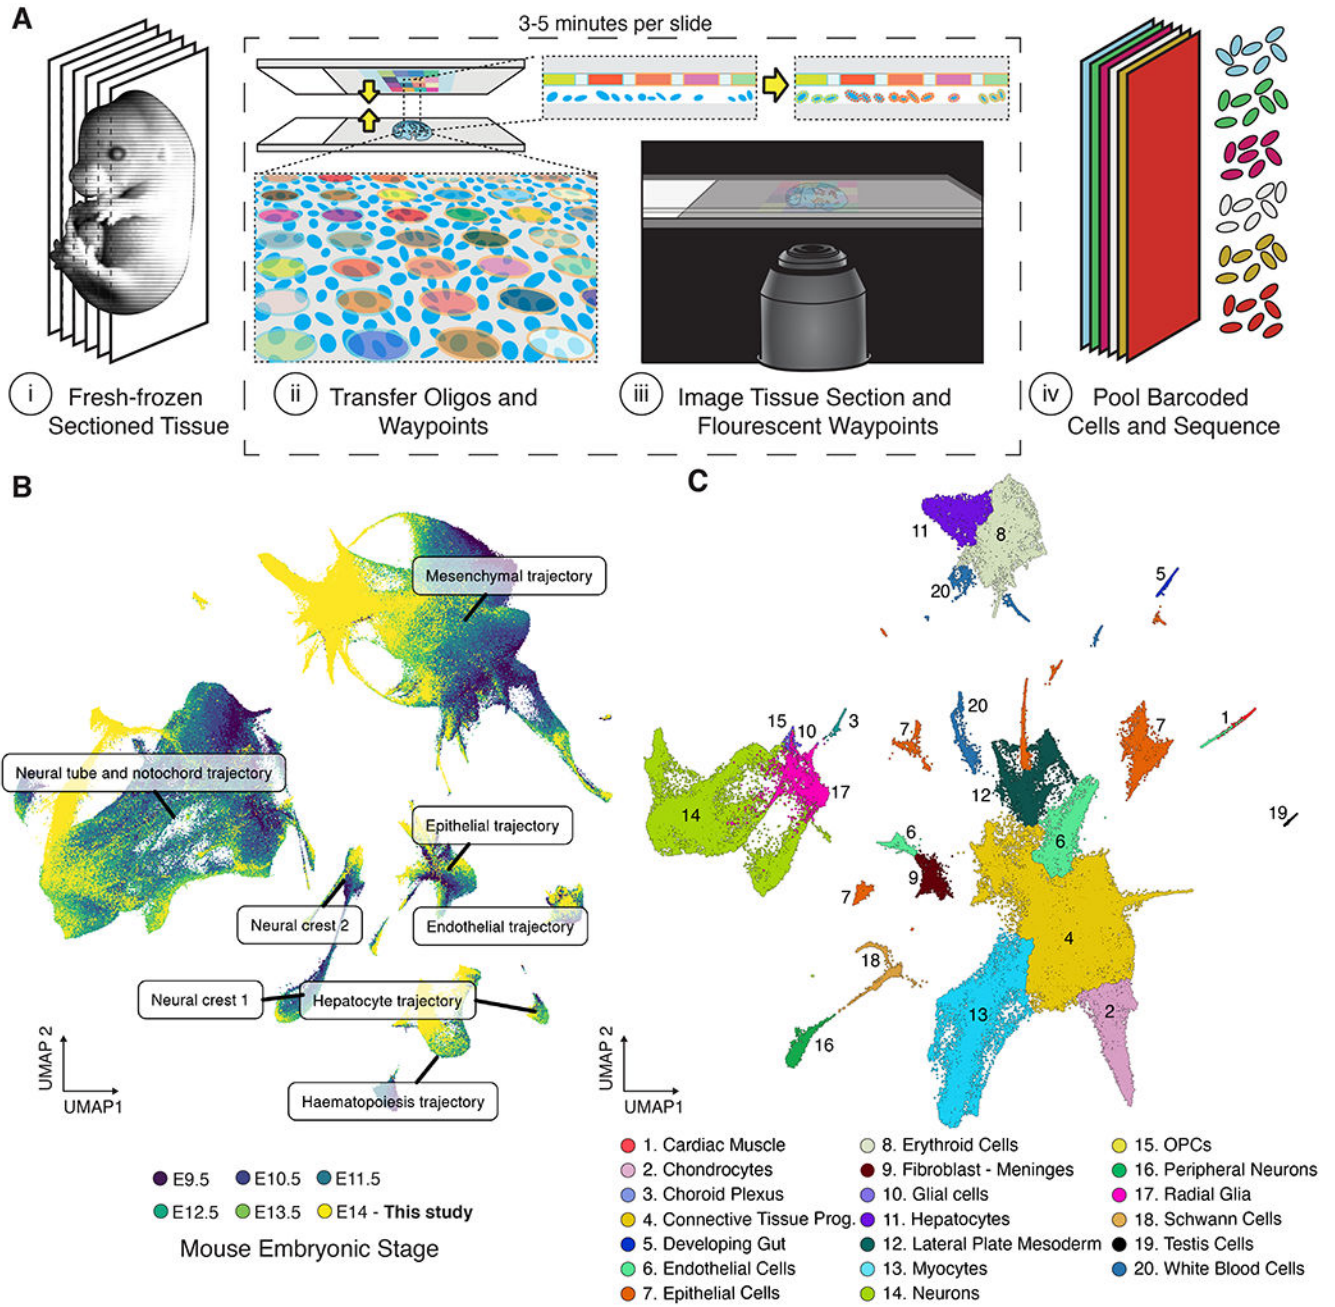 A
3-5 minutes per slide
i
Fresh-frozen
Sectioned Tissue
ii
Transfer Oligos and
Waypoints
iii
Image Tissue Section and
Flourescent Waypoints
iv
Pool Barcoded
Cells and Sequence
B
Mesenchymal trajectory
Neural tube and notochord trajectory
Epithelial trajectory
Neural crest 2
Endothelial trajectory
Neural crest 1
Hepatocyte trajectory
Haematopoiesis trajectory
UMAP 2
UMAP1
E9.5
E10.5
E11.5
E12.5
E13.5
E14 - This study
Mouse Embryonic Stage
C
11
8
20
5
15
10
3
7
20
7
1
14
17
12
19
6
6
9
7
4
18
13
2
16
UMAP 2
UMAP1
1. Cardiac Muscle
2. Chondrocytes
3. Choroid Plexus
4. Connective Tissue Prog.
5. Developing Gut
6. Endothelial Cells
7. Epithelial Cells
8. Erythroid Cells
9. Fibroblast - Meninges
10. Glial cells
11. Hepatocytes
12. Lateral Plate Mesoderm
13. Myocytes
14. Neurons
15. OPCs
16. Peripheral Neurons
17. Radial Glia
18. Schwann Cells
19. Testis Cells
20. White Blood Cells